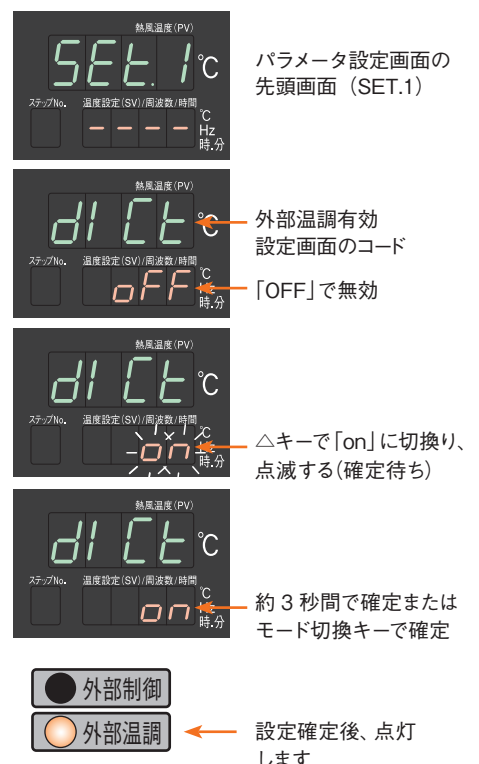 熱風温度(PV)
SEt.1 ℃
ステップNo. 温度設定(SV)/周波数/時間
---- ℃
Hz
時.分
パラメータ設定画面の
先頭画面（SET.1）
熱風温度(PV)
dICt ℃
ステップNo. 温度設定(SV)/周波数/時間
oFF ℃
Hz
時.分
外部温調有効
設定画面のコード
「OFF」で無効
熱風温度(PV)
dICt ℃
ステップNo. 温度設定(SV)/周波数/時間
on ℃
Hz
時.分
△キーで「on」に切換り、
点滅する(確定待ち)
熱風温度(PV)
dICt ℃
ステップNo. 温度設定(SV)/周波数/時間
on ℃
Hz
時.分
約 3 秒間で確定または
モード切換キーで確定
外部制御
外部温調
設定確定後、点灯
します